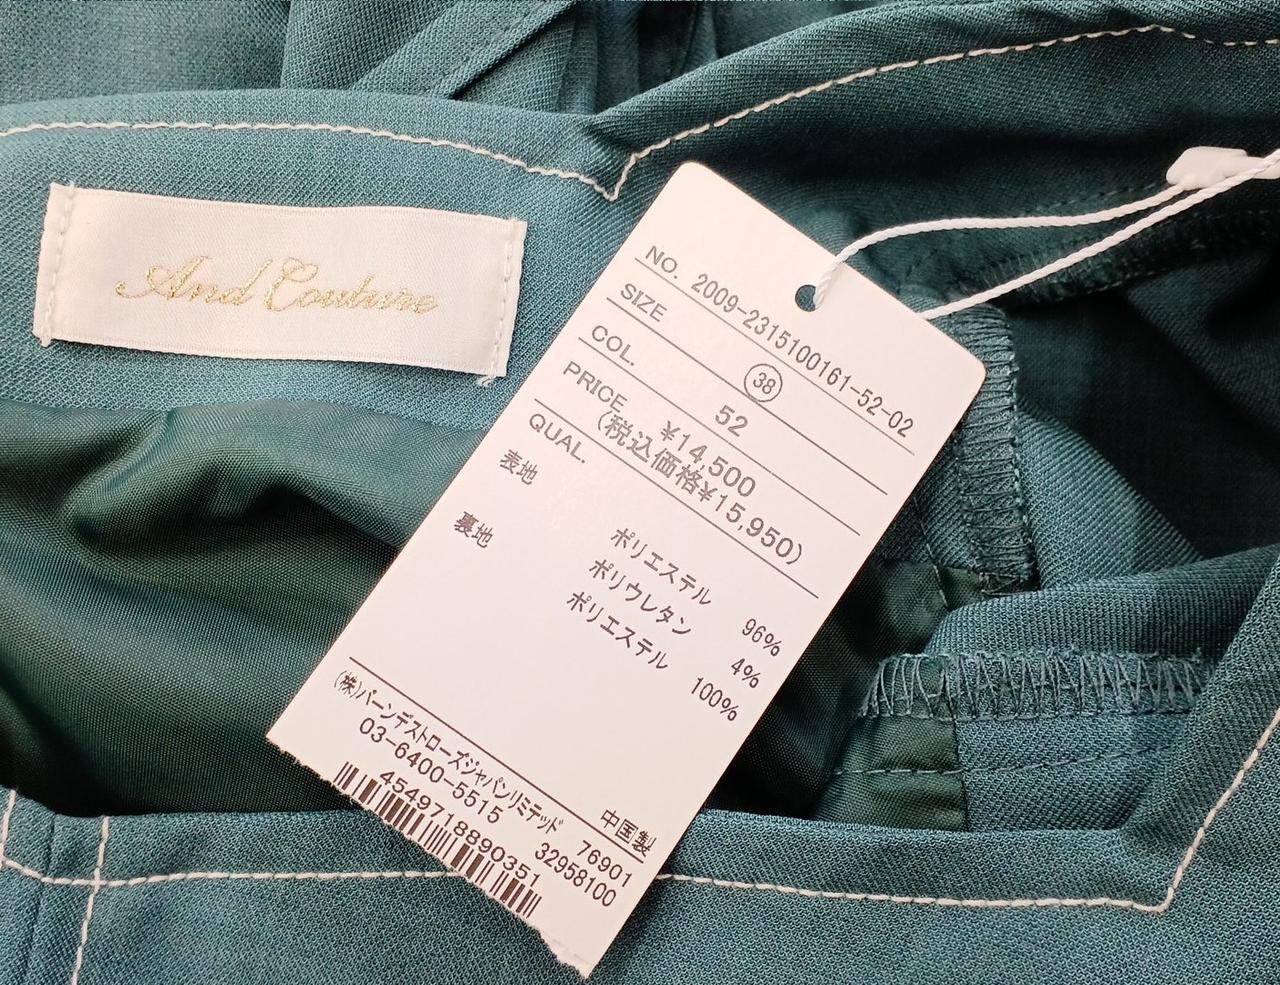 And Couture
NO. 2009-2315100161-52-02
SIZE 38
COL. 52
PRICE ¥14,500
(税込価格¥15,950)
QUAL.
表地 ポリエステル 96%
ポリウレタン 4%
裏地 ポリエステル 100%
中国製
(株)バーンデストローズジャパンリミテッド 76901
03-6400-5515 32958100
4549718890351